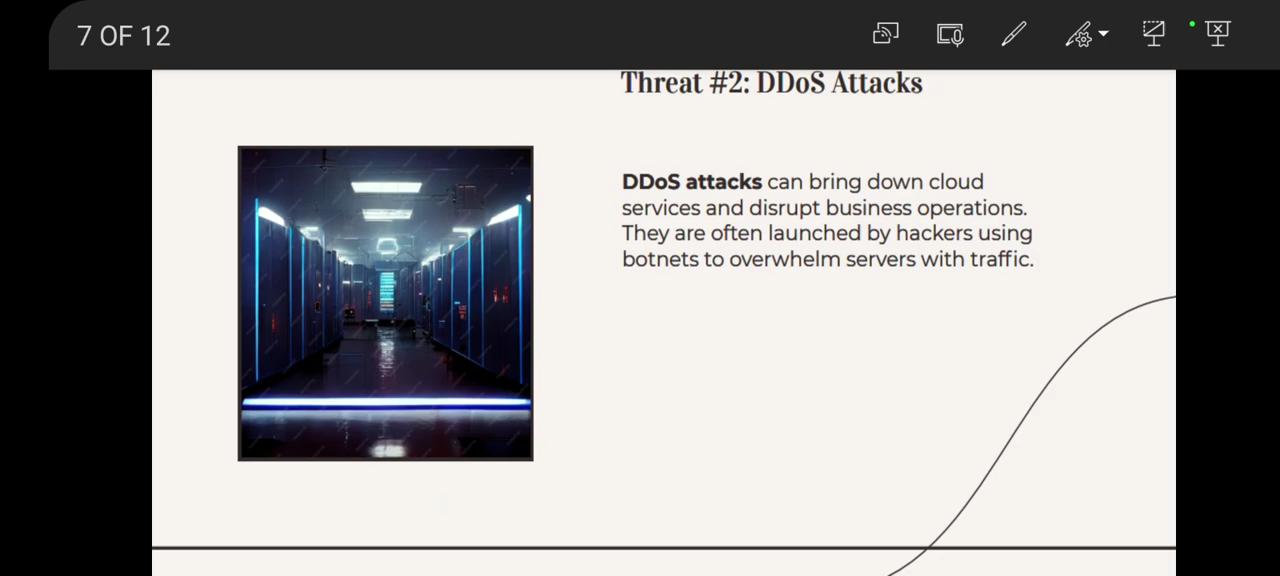 7 OF 12
Threat #2: DDoS Attacks
DDoS attacks can bring down cloud
services and disrupt business operations.
They are often launched by hackers using
botnets to overwhelm servers with traffic.